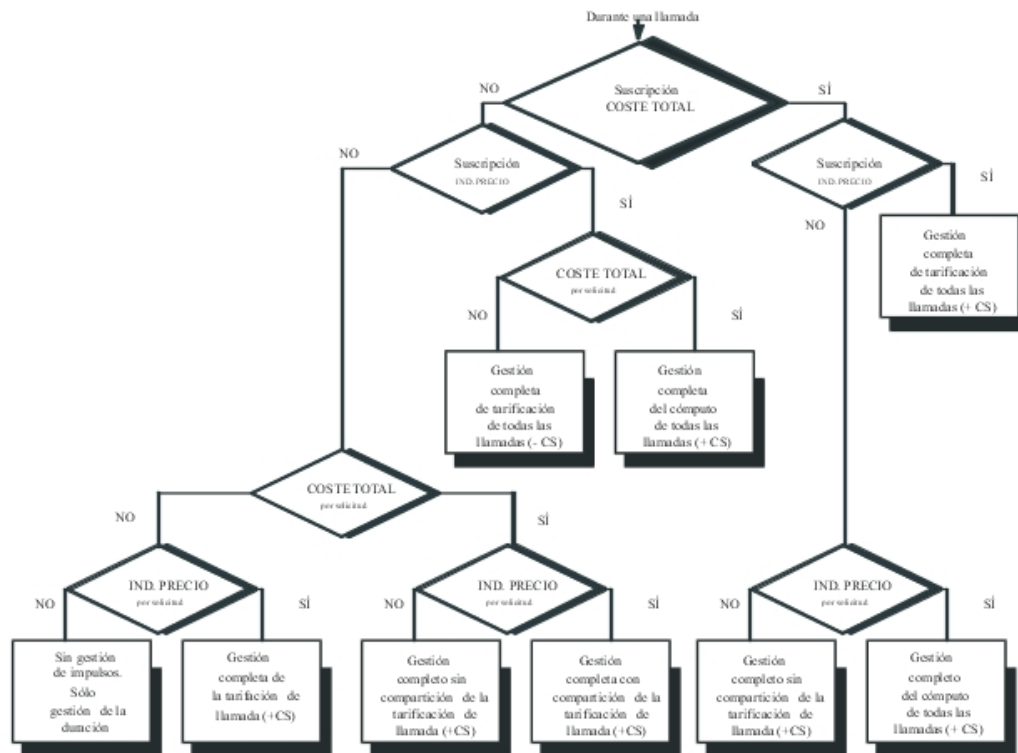 Durante una llamada
NO
Suscripción
COSTE TOTAL
SÍ
NO
Suscripción
IND. PRECIO
SÍ
Suscripción
IND. PRECIO
SÍ
NO
COSTE TOTAL
por solicitud.
NO
SÍ
Gestión
completa
de tarificación
de todas las
llamadas (+ CS)
Gestión
completa
de tarificación
de todas las
llamadas (- CS)
Gestión
completa
del cómputo
de todas las
llamadas (+ CS)
COSTE TOTAL
por solicitud.
NO
SÍ
IND. PRECIO
por solicitud.
NO
SÍ
IND. PRECIO
por solicitud.
NO
SÍ
IND. PRECIO
por solicitud.
NO
SÍ
Sin gestión
de impulsos.
Sólo
gestión de la
duración
Gestión
completa de
la tarifación de
llamada (+CS)
Gestión
completo sin
compartición de la
tarificación de
llamada (+CS)
Gestión
completa con
compartición de la
tarificación de
llamada (+CS)
Gestión
completo sin
compartición de la
tarificación de
llamada (+CS)
Gestión
completo
del cómputo
de todas las
llamadas (+ CS)